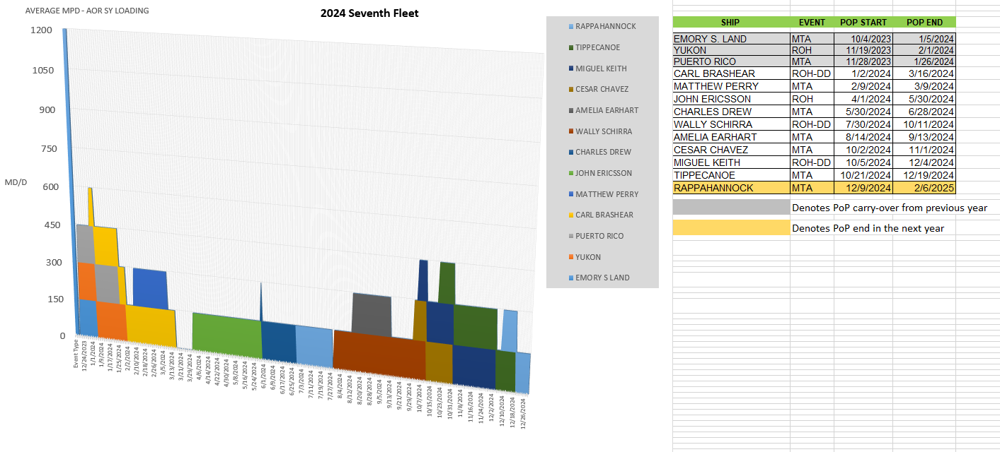 AVERAGE MPD - AOR SY LOADING
2024 Seventh Fleet
MD/D
1200
1050
900
750
600
450
300
150
0
Event Type
12/24/2023
1/1/2024
1/9/2024
1/17/2024
1/25/2024
2/2/2024
2/10/2024
2/18/2024
2/26/2024
3/5/2024
3/13/2024
3/21/2024
3/29/2024
4/6/2024
4/14/2024
4/22/2024
4/30/2024
5/8/2024
5/16/2024
5/24/2024
6/1/2024
6/9/2024
6/17/2024
6/25/2024
7/3/2024
7/11/2024
7/19/2024
7/27/2024
8/4/2024
8/12/2024
8/20/2024
8/28/2024
9/5/2024
9/13/2024
9/21/2024
9/29/2024
10/7/2024
10/15/2024
10/23/2024
10/31/2024
11/8/2024
11/16/2024
11/24/2024
12/2/2024
12/10/2024
12/18/2024
12/26/2024
RAPPAHANNOCK
TIPPECANOE
MIGUEL KEITH
CESAR CHAVEZ
AMELIA EARHART
WALLY SCHIRRA
CHARLES DREW
JOHN ERICSSON
MATTHEW PERRY
CARL BRASHEAR
PUERTO RICO
YUKON
EMORY S LAND
SHIP EVENT POP START POP END
EMORY S. LAND MTA 10/4/2023 1/5/2024
YUKON ROH 11/19/2023 2/1/2024
PUERTO RICO MTA 11/28/2023 1/26/2024
CARL BRASHEAR ROH-DD 1/2/2024 3/16/2024
MATTHEW PERRY MTA 2/9/2024 3/9/2024
JOHN ERICSSON ROH 4/1/2024 5/30/2024
CHARLES DREW MTA 5/30/2024 6/28/2024
WALLY SCHIRRA ROH-DD 7/30/2024 10/11/2024
AMELIA EARHART MTA 8/14/2024 9/13/2024
CESAR CHAVEZ MTA 10/2/2024 11/1/2024
MIGUEL KEITH ROH-DD 10/5/2024 12/4/2024
TIPPECANOE MTA 10/21/2024 12/19/2024
RAPPAHANNOCK MTA 12/9/2024 2/6/2025
Denotes PoP carry-over from previous year
Denotes PoP end in the next year